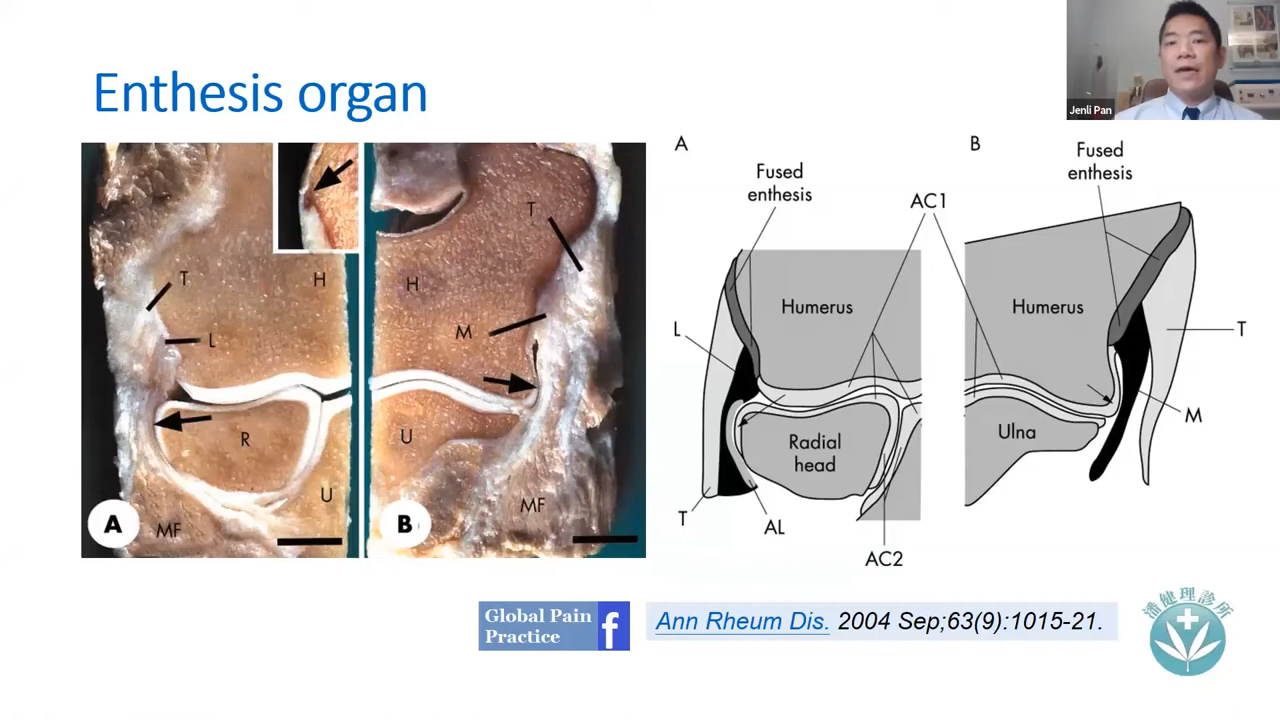 Jenli Pan
Enthesis organ
T
H
L
R
U
A
MF
T
H
M
U
B
MF
A
Fused
enthesis
AC1
Humerus
L
Radial
head
T
AL
AC2
B
Fused
enthesis
Humerus
T
M
Ulna
Global Pain
Practice
f
Ann Rheum Dis. 2004 Sep;63(9):1015-21.
潘健理診所